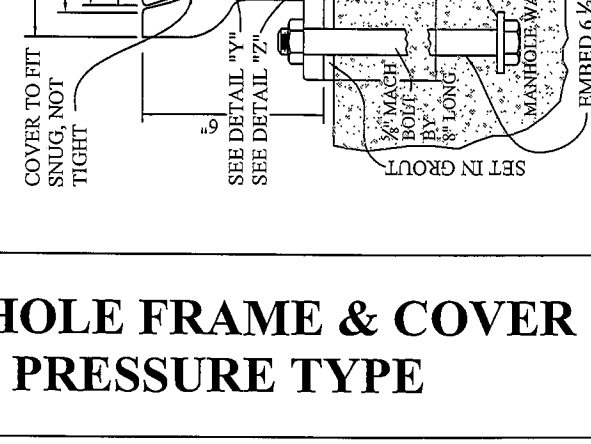 COVER TO FIT
SNUG, NOT
TIGHT
6"
SEE DETAIL "Y"
SEE DETAIL "Z"
5/8" MACH
BOLT
BY
8" LONG
SET IN GROUT
MANHOLE WA
EMBED 6 1/
HOLE FRAME & COVER
PRESSURE TYPE